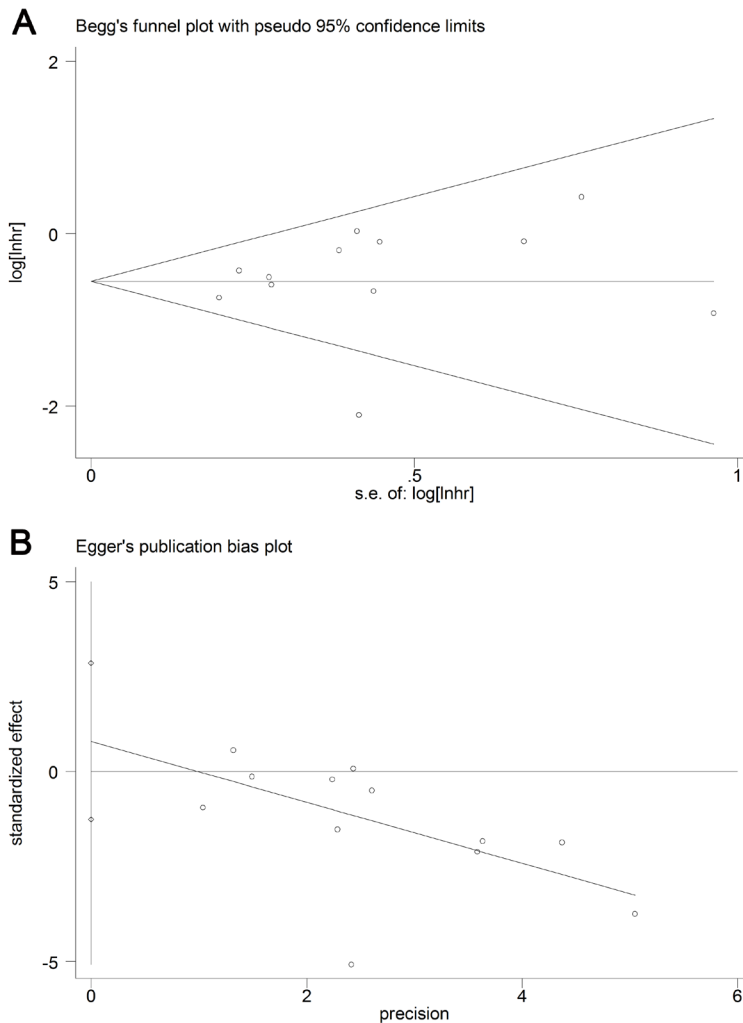 A
Begg's funnel plot with pseudo 95% confidence limits
2
0
-2
log[lnhr]
0
.5
1
s.e. of: log[lnhr]
B
Egger's publication bias plot
5
0
-5
standardized effect
0
2
4
6
precision